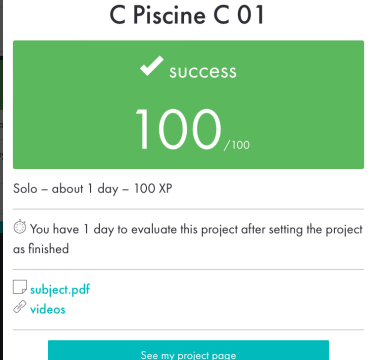 C Piscine C 01
success
100/100
Solo – about 1 day – 100 XP
You have 1 day to evaluate this project after setting the project
as finished
subject.pdf
videos
See my project page